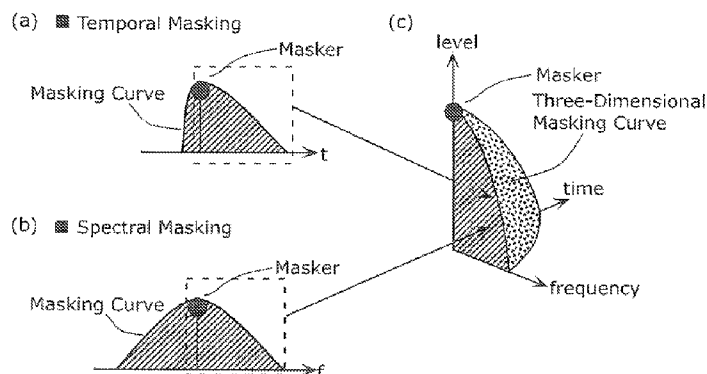 (a) ■ Temporal Masking
Masker
Masking Curve
t
(b) ■ Spectral Masking
Masker
Masking Curve
f
(c)
level
Masker
Three-Dimensional
Masking Curve
time
frequency